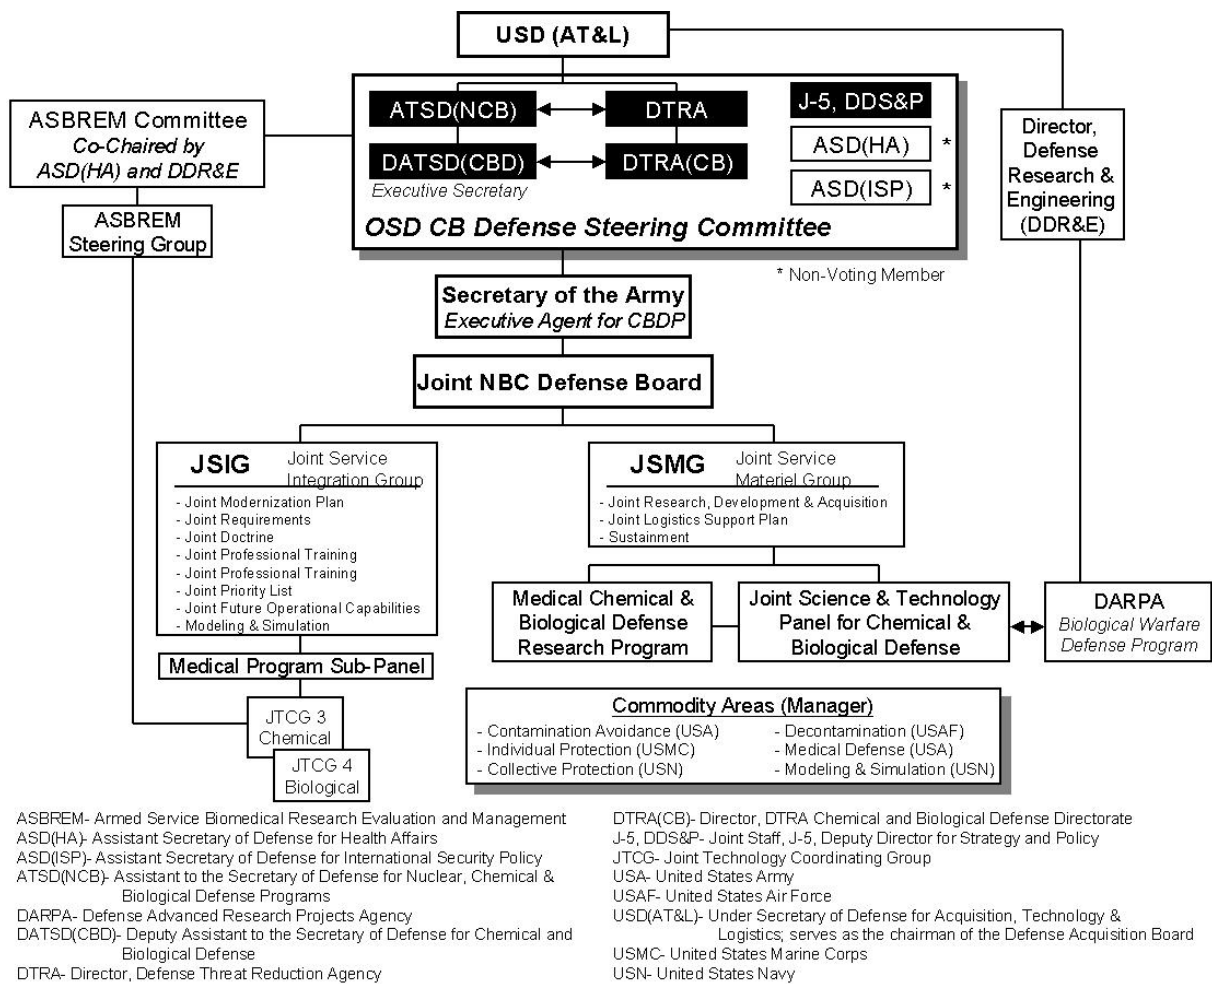 USD (AT&L)
ASBREM Committee
Co-Chaired by
ASD(HA) and DDR&E
ASBREM
Steering Group
ATSD(NCB)
DTRA
J-5, DDS&P
DATSD(CBD)
DTRA(CB)
ASD(HA)
*
ASD(ISP)
*
Executive Secretary
OSD CB Defense Steering Committee
Director,
Defense
Research &
Engineering
(DDR&E)
* Non-Voting Member
Secretary of the Army
Executive Agent for CBDP
Joint NBC Defense Board
JSIG
Joint Service
Integration Group
- Joint Modernization Plan
- Joint Requirements
- Joint Doctrine
- Joint Professional Training
- Joint Professional Training
- Joint Priority List
- Joint Future Operational Capabilities
- Modeling & Simulation
JSMG
Joint Service
Materiel Group
- Joint Research, Development & Acquisition
- Joint Logistics Support Plan
- Sustainment
Medical Program Sub-Panel
JTCG 3
Chemical
JTCG 4
Biological
Medical Chemical &
Biological Defense
Research Program
Joint Science & Technology
Panel for Chemical &
Biological Defense
DARPA
Biological Warfare
Defense Program
Commodity Areas (Manager)
- Contamination Avoidance (USA)
- Individual Protection (USMC)
- Collective Protection (USN)
- Decontamination (USAF)
- Medical Defense (USA)
- Modeling & Simulation (USN)
ASBREM- Armed Service Biomedical Research Evaluation and Management
ASD(HA)- Assistant Secretary of Defense for Health Affairs
ASD(ISP)- Assistant Secretary of Defense for International Security Policy
ATSD(NCB)- Assistant to the Secretary of Defense for Nuclear, Chemical &
Biological Defense Programs
DARPA- Defense Advanced Research Projects Agency
DATSD(CBD)- Deputy Assistant to the Secretary of Defense for Chemical and
Biological Defense
DTRA- Director, Defense Threat Reduction Agency
DTRA(CB)- Director, DTRA Chemical and Biological Defense Directorate
J-5, DDS&P- Joint Staff, J-5, Deputy Director for Strategy and Policy
JTCG- Joint Technology Coordinating Group
USA- United States Army
USAF- United States Air Force
USD(AT&L)- Under Secretary of Defense for Acquisition, Technology &
Logistics; serves as the chairman of the Defense Acquisition Board
USMC- United States Marine Corps
USN- United States Navy